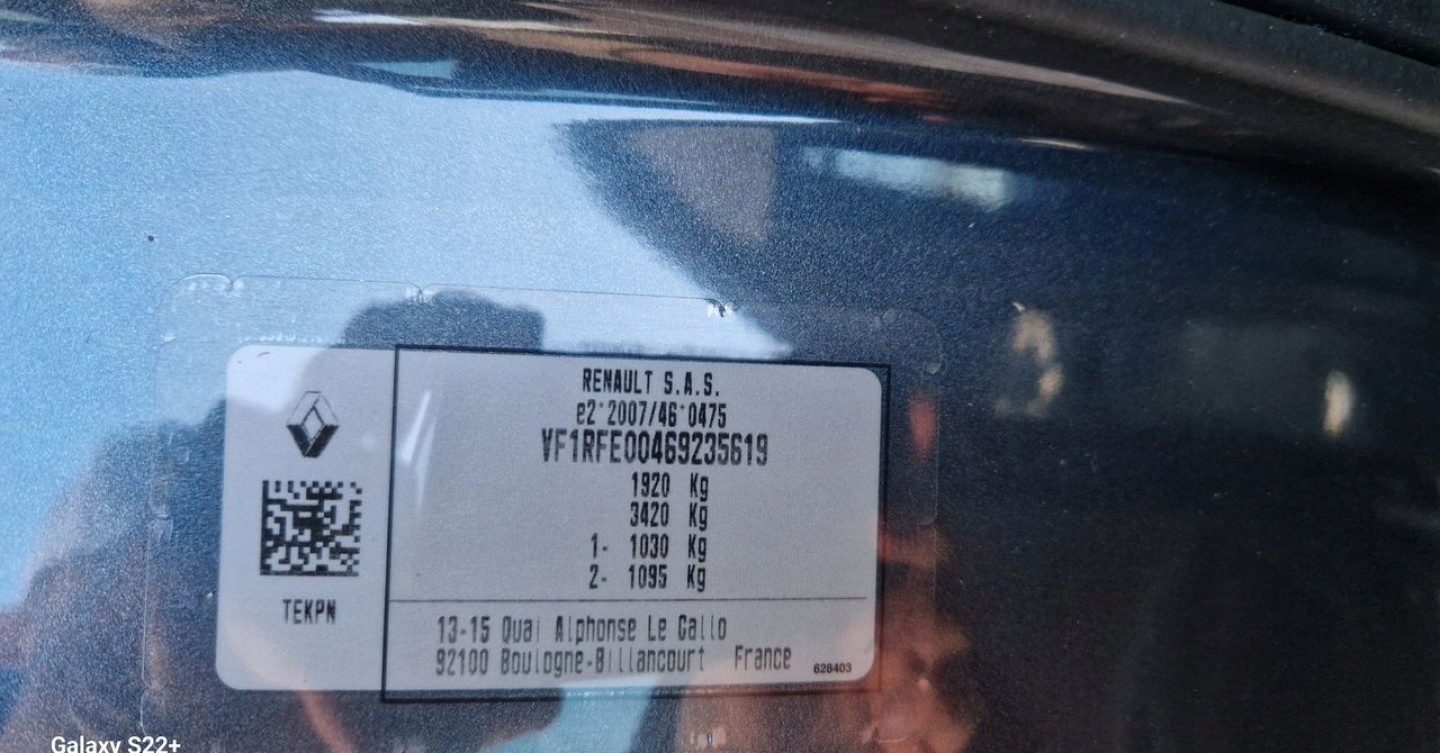 RENAULT S.A.S.
e2*2007/46*0475
VF1RFE00469235619
1920 Kg
3420 Kg
1- 1030 Kg
2- 1095 Kg
TEKPN
13-15 Quai Alphonse Le Gallo
92100 Boulogne-Billancourt France
628403
Galaxy S22+